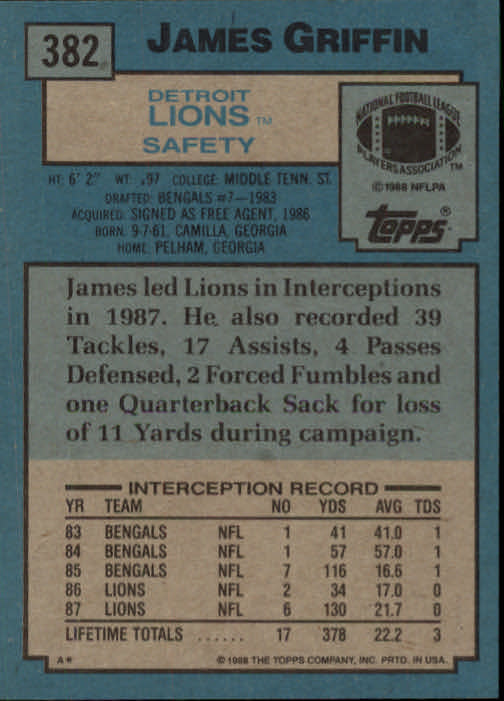 382
JAMES GRIFFIN
DETROIT
LIONS™
SAFETY
NATIONAL FOOTBALL LEAGUE
PLAYERS ASSOCIATION™
© 1988 NFLPA
Topps®
HT: 6' 2" WT: .97 COLLEGE: MIDDLE TENN. ST.
DRAFTED: BENGALS #7—1983
ACQUIRED: SIGNED AS FREE AGENT, 1986
BORN: 9-7-61, CAMILLA, GEORGIA
HOME: PELHAM, GEORGIA
James led Lions in Interceptions
in 1987. He also recorded 39
Tackles, 17 Assists, 4 Passes
Defensed, 2 Forced Fumbles and
one Quarterback Sack for loss
of 11 Yards during campaign.
INTERCEPTION RECORD
YR TEAM NO YDS AVG TDS
83 BENGALS NFL 1 41 41.0 1
84 BENGALS NFL 1 57 57.0 1
85 BENGALS NFL 7 116 16.6 1
86 LIONS NFL 2 34 17.0 0
87 LIONS NFL 6 130 21.7 0
LIFETIME TOTALS ...... 17 378 22.2 3
A* © 1988 THE TOPPS COMPANY, INC. PRTD. IN USA.